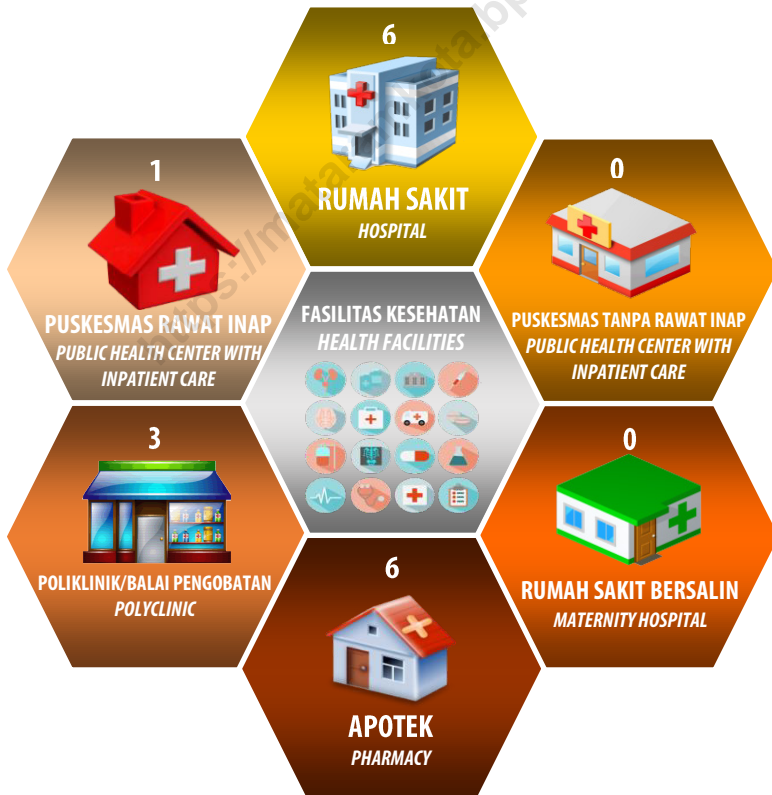 6
RUMAH SAKIT
HOSPITAL
1
PUSKESMAS RAWAT INAP
PUBLIC HEALTH CENTER WITH
INPATIENT CARE
0
PUSKESMAS TANPA RAWAT INAP
PUBLIC HEALTH CENTER WITH
INPATIENT CARE
FASILITAS KESEHATAN
HEALTH FACILITIES
3
POLIKLINIK/BALAI PENGOBATAN
POLYCLINIC
0
RUMAH SAKIT BERSALIN
MATERNITY HOSPITAL
6
APOTEK
PHARMACY